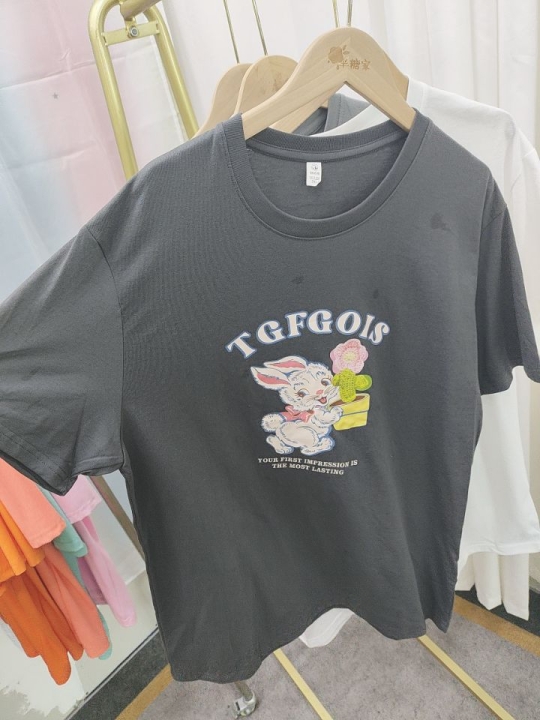 TGFGOIS
YOUR FIRST IMPRESSION IS
THE MOST LASTING